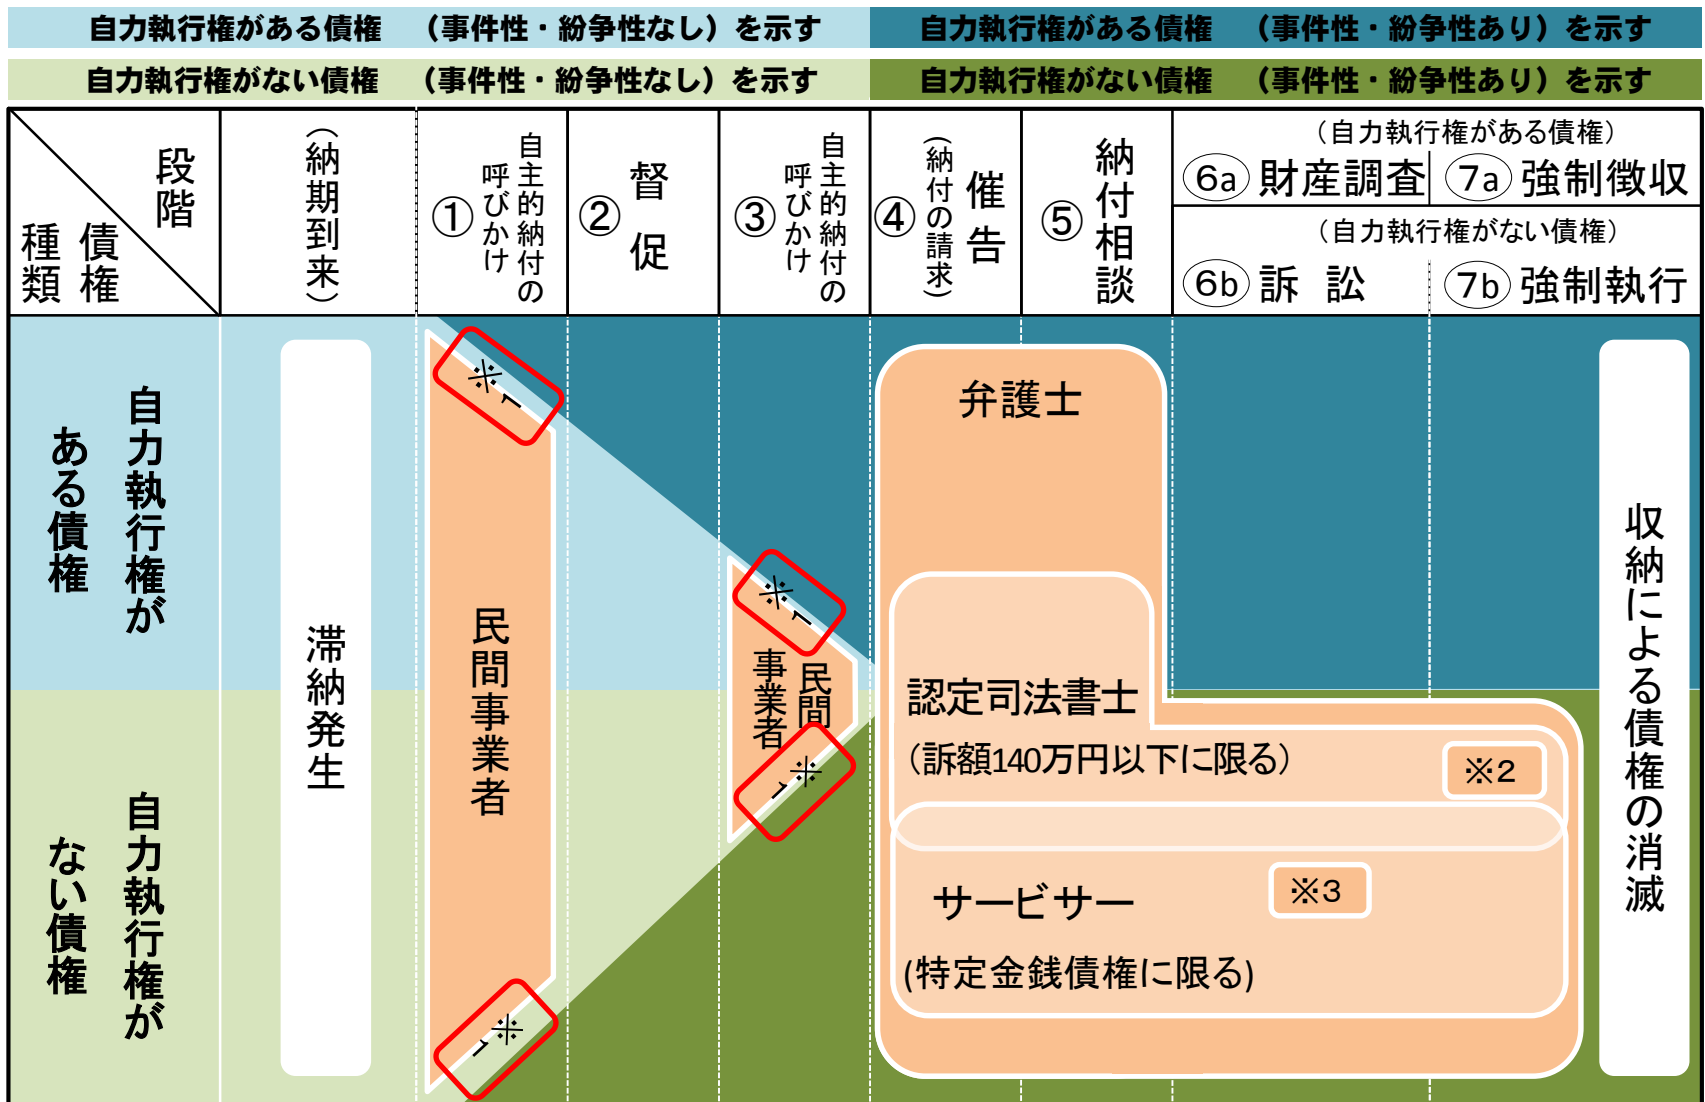 自力執行権がある債権　（事件性・紛争性なし）を示す
自力執行権がある債権　（事件性・紛争性あり）を示す
自力執行権がない債権　（事件性・紛争性なし）を示す
自力執行権がない債権　（事件性・紛争性あり）を示す
段階
債権
種類
（納期到来）
①
自主的納付の
呼びかけ
②
督促
③
自主的納付の
呼びかけ
④
催告
（納付の請求）
⑤
納付相談
（自力執行権がある債権）
6a 財産調査
7a 強制徴収
（自力執行権がない債権）
6b 訴訟
7b 強制執行
自力執行権が
ある債権
自力執行権が
ない債権
滞納発生
※1
民間事業者
※1
※1
民間
事業者
※1
弁護士
認定司法書士
（訴額140万円以下に限る）
※2
サービサー
※3
(特定金銭債権に限る)
収納による債権の消滅